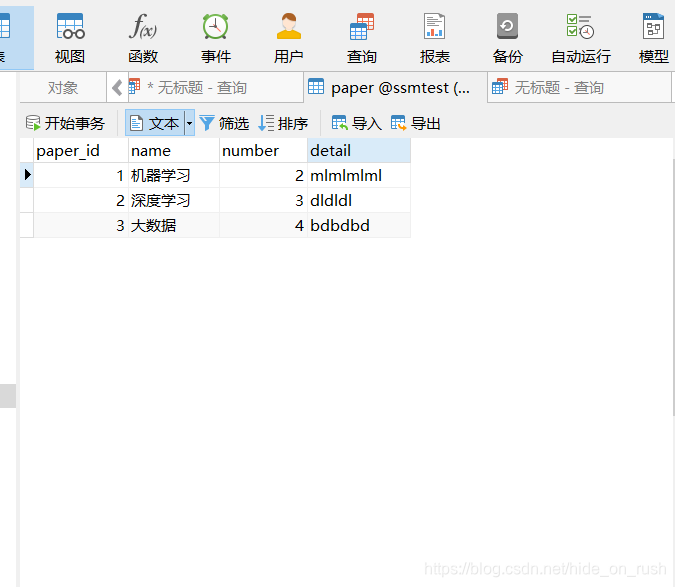 表 视图 函数 事件 用户 查询 报表 备份 自动运行 模型
对象 * 无标题 - 查询 paper @ssmtest (... 无标题 - 查询
开始事务 文本 筛选 排序 导入 导出
paper_id name number detail
1 机器学习 2 mlmlmlml
2 深度学习 3 dldldl
3 大数据 4 bdbdbd
https://blog.csdn.net/hide_on_rush